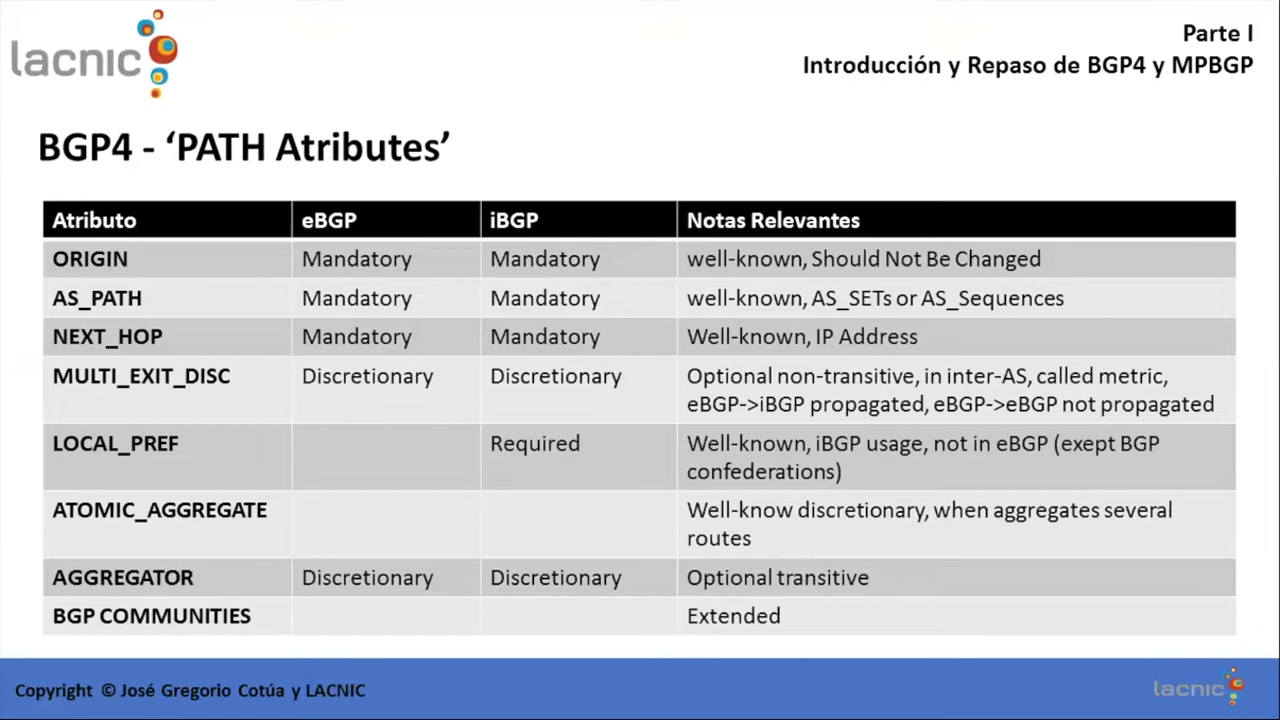 lacnic
Parte I
Introducción y Repaso de BGP4 y MPBGP
BGP4 - ‘PATH Atributes’
Atributo eBGP iBGP Notas Relevantes
ORIGIN Mandatory Mandatory well-known, Should Not Be Changed
AS_PATH Mandatory Mandatory well-known, AS_SETs or AS_Sequences
NEXT_HOP Mandatory Mandatory Well-known, IP Address
MULTI_EXIT_DISC Discretionary Discretionary Optional non-transitive, in inter-AS, called metric,
eBGP->iBGP propagated, eBGP->eBGP not propagated
LOCAL_PREF Required Well-known, iBGP usage, not in eBGP (exept BGP
confederations)
ATOMIC_AGGREGATE Well-know discretionary, when aggregates several
routes
AGGREGATOR Discretionary Discretionary Optional transitive
BGP COMMUNITIES Extended
Copyright © José Gregorio Cotúa y LACNIC
lacnic